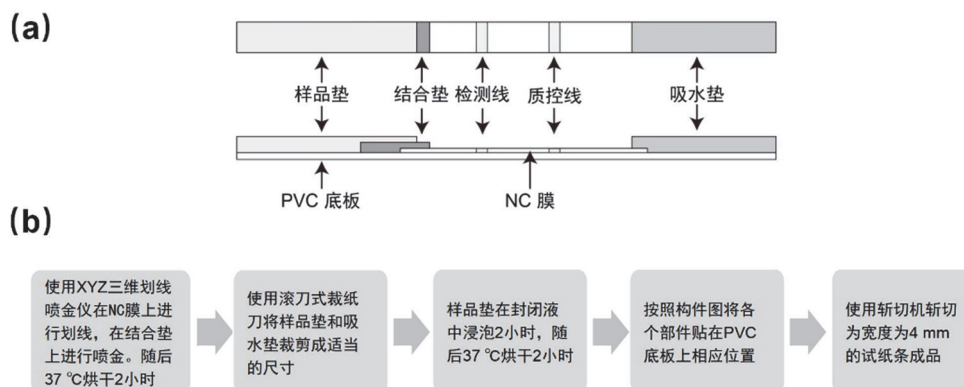 (a)
样品垫 结合垫 检测线 质控线 吸水垫
PVC 底板 NC 膜
(b)
使用XYZ三维划线
喷金仪在NC膜上进
行划线，在结合垫
上进行喷金。随后
37 ℃烘干2小时
使用滚刀式裁纸
刀将样品垫和吸
水垫裁剪成适当
的尺寸
样品垫在封闭液
中浸泡2小时，随
后37 ℃烘干2小时
按照构件图将各
个部件贴在PVC
底板上相应位置
使用斩切机斩切
为宽度为4 mm
的试纸条成品